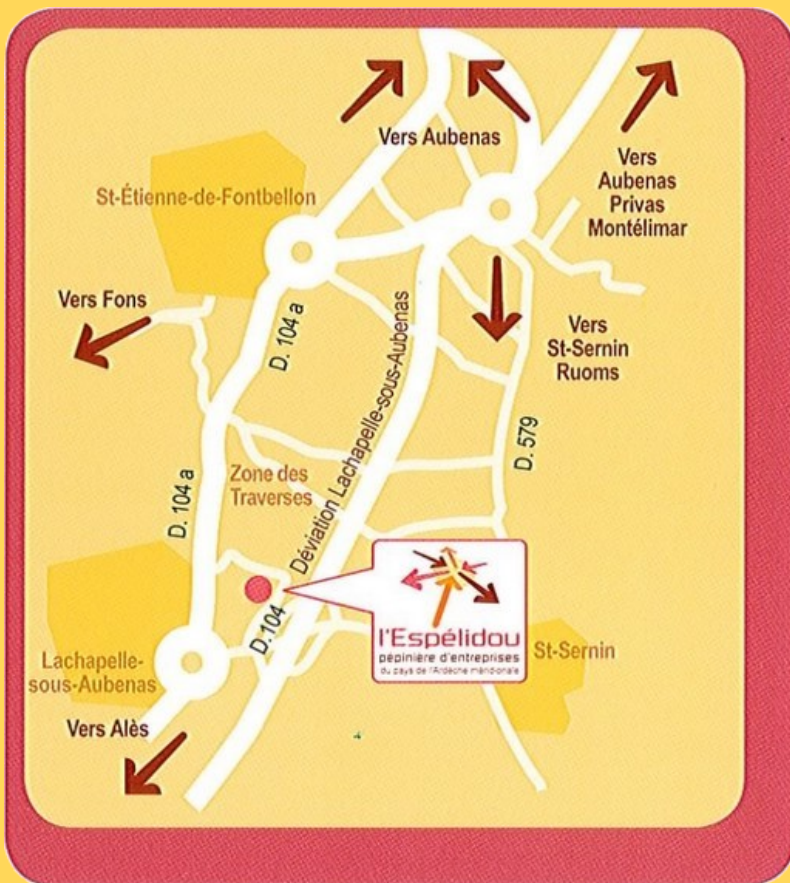 Vers Aubenas
Vers
Aubenas
Privas
Montélimar
St-Étienne-de-Fontbellon
Vers Fons
D. 104 a
Déviation Lachapelle-sous-Aubenas
Vers
St-Sernin
Ruoms
D. 579
D. 104 a
Zone des
Traverses
D. 104
l'Espélidou
pépinière d'entreprises
du pays de l'Ardèche méridionale
St-Sernin
Lachapelle-
sous-Aubenas
Vers Alès